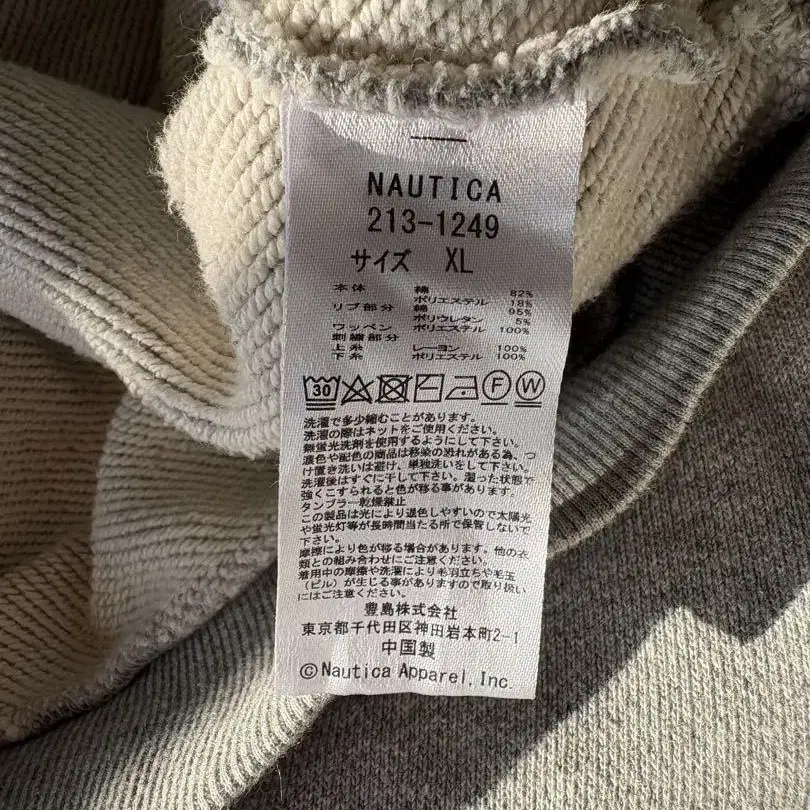 NAUTICA
213-1249
サイズ XL
本体 綿 82%
ポリエステル 18%
リブ部分 綿 95%
ポリウレタン 5%
ワッペン ポリエステル 100%
刺繍部分
上糸 レーヨン 100%
下糸 ポリエステル 100%
30 F W
洗濯で多少縮むことがあります。
洗濯の際はネットをご使用ください。
無蛍光洗剤を使用するようにして下さい。
濃色や配色の商品は移染の恐れがある為、つ
け置き洗いは避け、単独洗いをして下さい。
洗濯後はすぐに干して下さい。湿った状態で
強くこすられると色が移る事があります。
タンブラー乾燥禁止
この製品は光により退色しやすいので太陽光
や蛍光灯等が長時間当たる所で保管しないで
下さい。
摩擦により色が移る場合があります。他の衣
類との組み合わせにご注意ください。
着用中の摩擦や洗濯により毛羽立ちや毛玉
(ピル)が生じる事がありますので取り扱い
にはご注意ください。
豊島株式会社
東京都千代田区神田岩本町2-1
中国製
©Nautica Apparel, Inc.